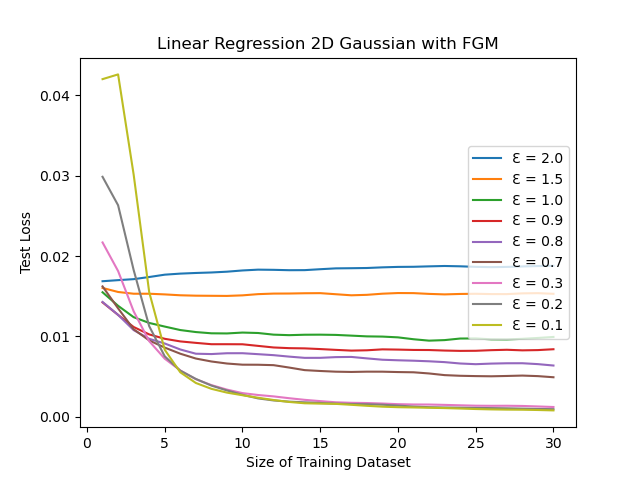 Linear Regression 2D Gaussian with FGM
Test Loss
0.04
0.03
0.02
0.01
0.00
Ɛ = 2.0
Ɛ = 1.5
Ɛ = 1.0
Ɛ = 0.9
Ɛ = 0.8
Ɛ = 0.7
Ɛ = 0.3
Ɛ = 0.2
Ɛ = 0.1
0 5 10 15 20 25 30
Size of Training Dataset